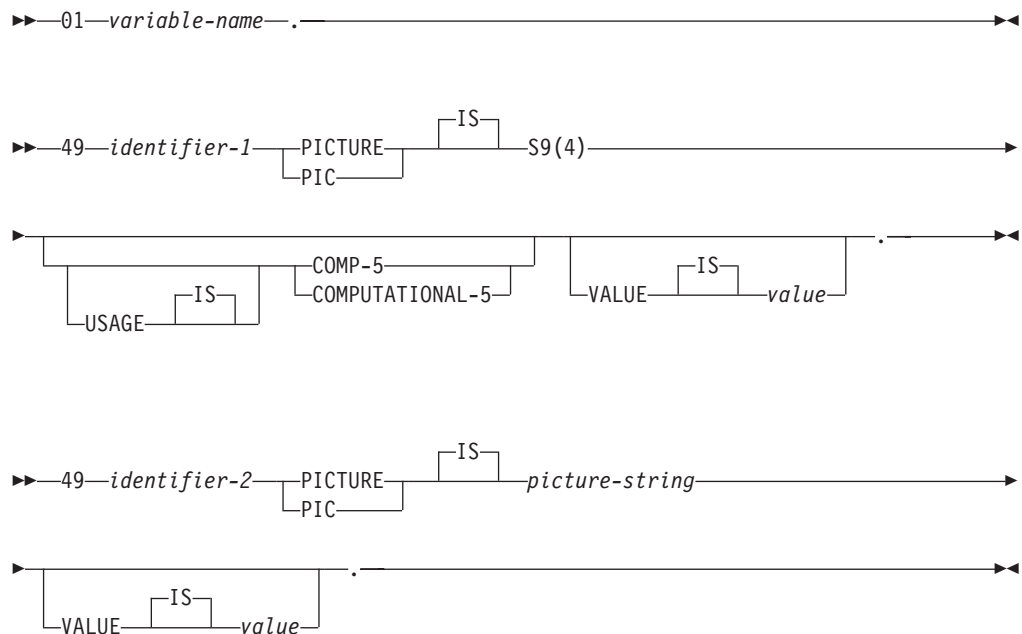 01 variable-name .
IS
49 identifier-1 PICTURE S9(4)
PIC
COMP-5 .
IS COMPUTATIONAL-5 VALUE IS value
USAGE
IS
49 identifier-2 PICTURE picture-string
PIC
.
IS
VALUE value